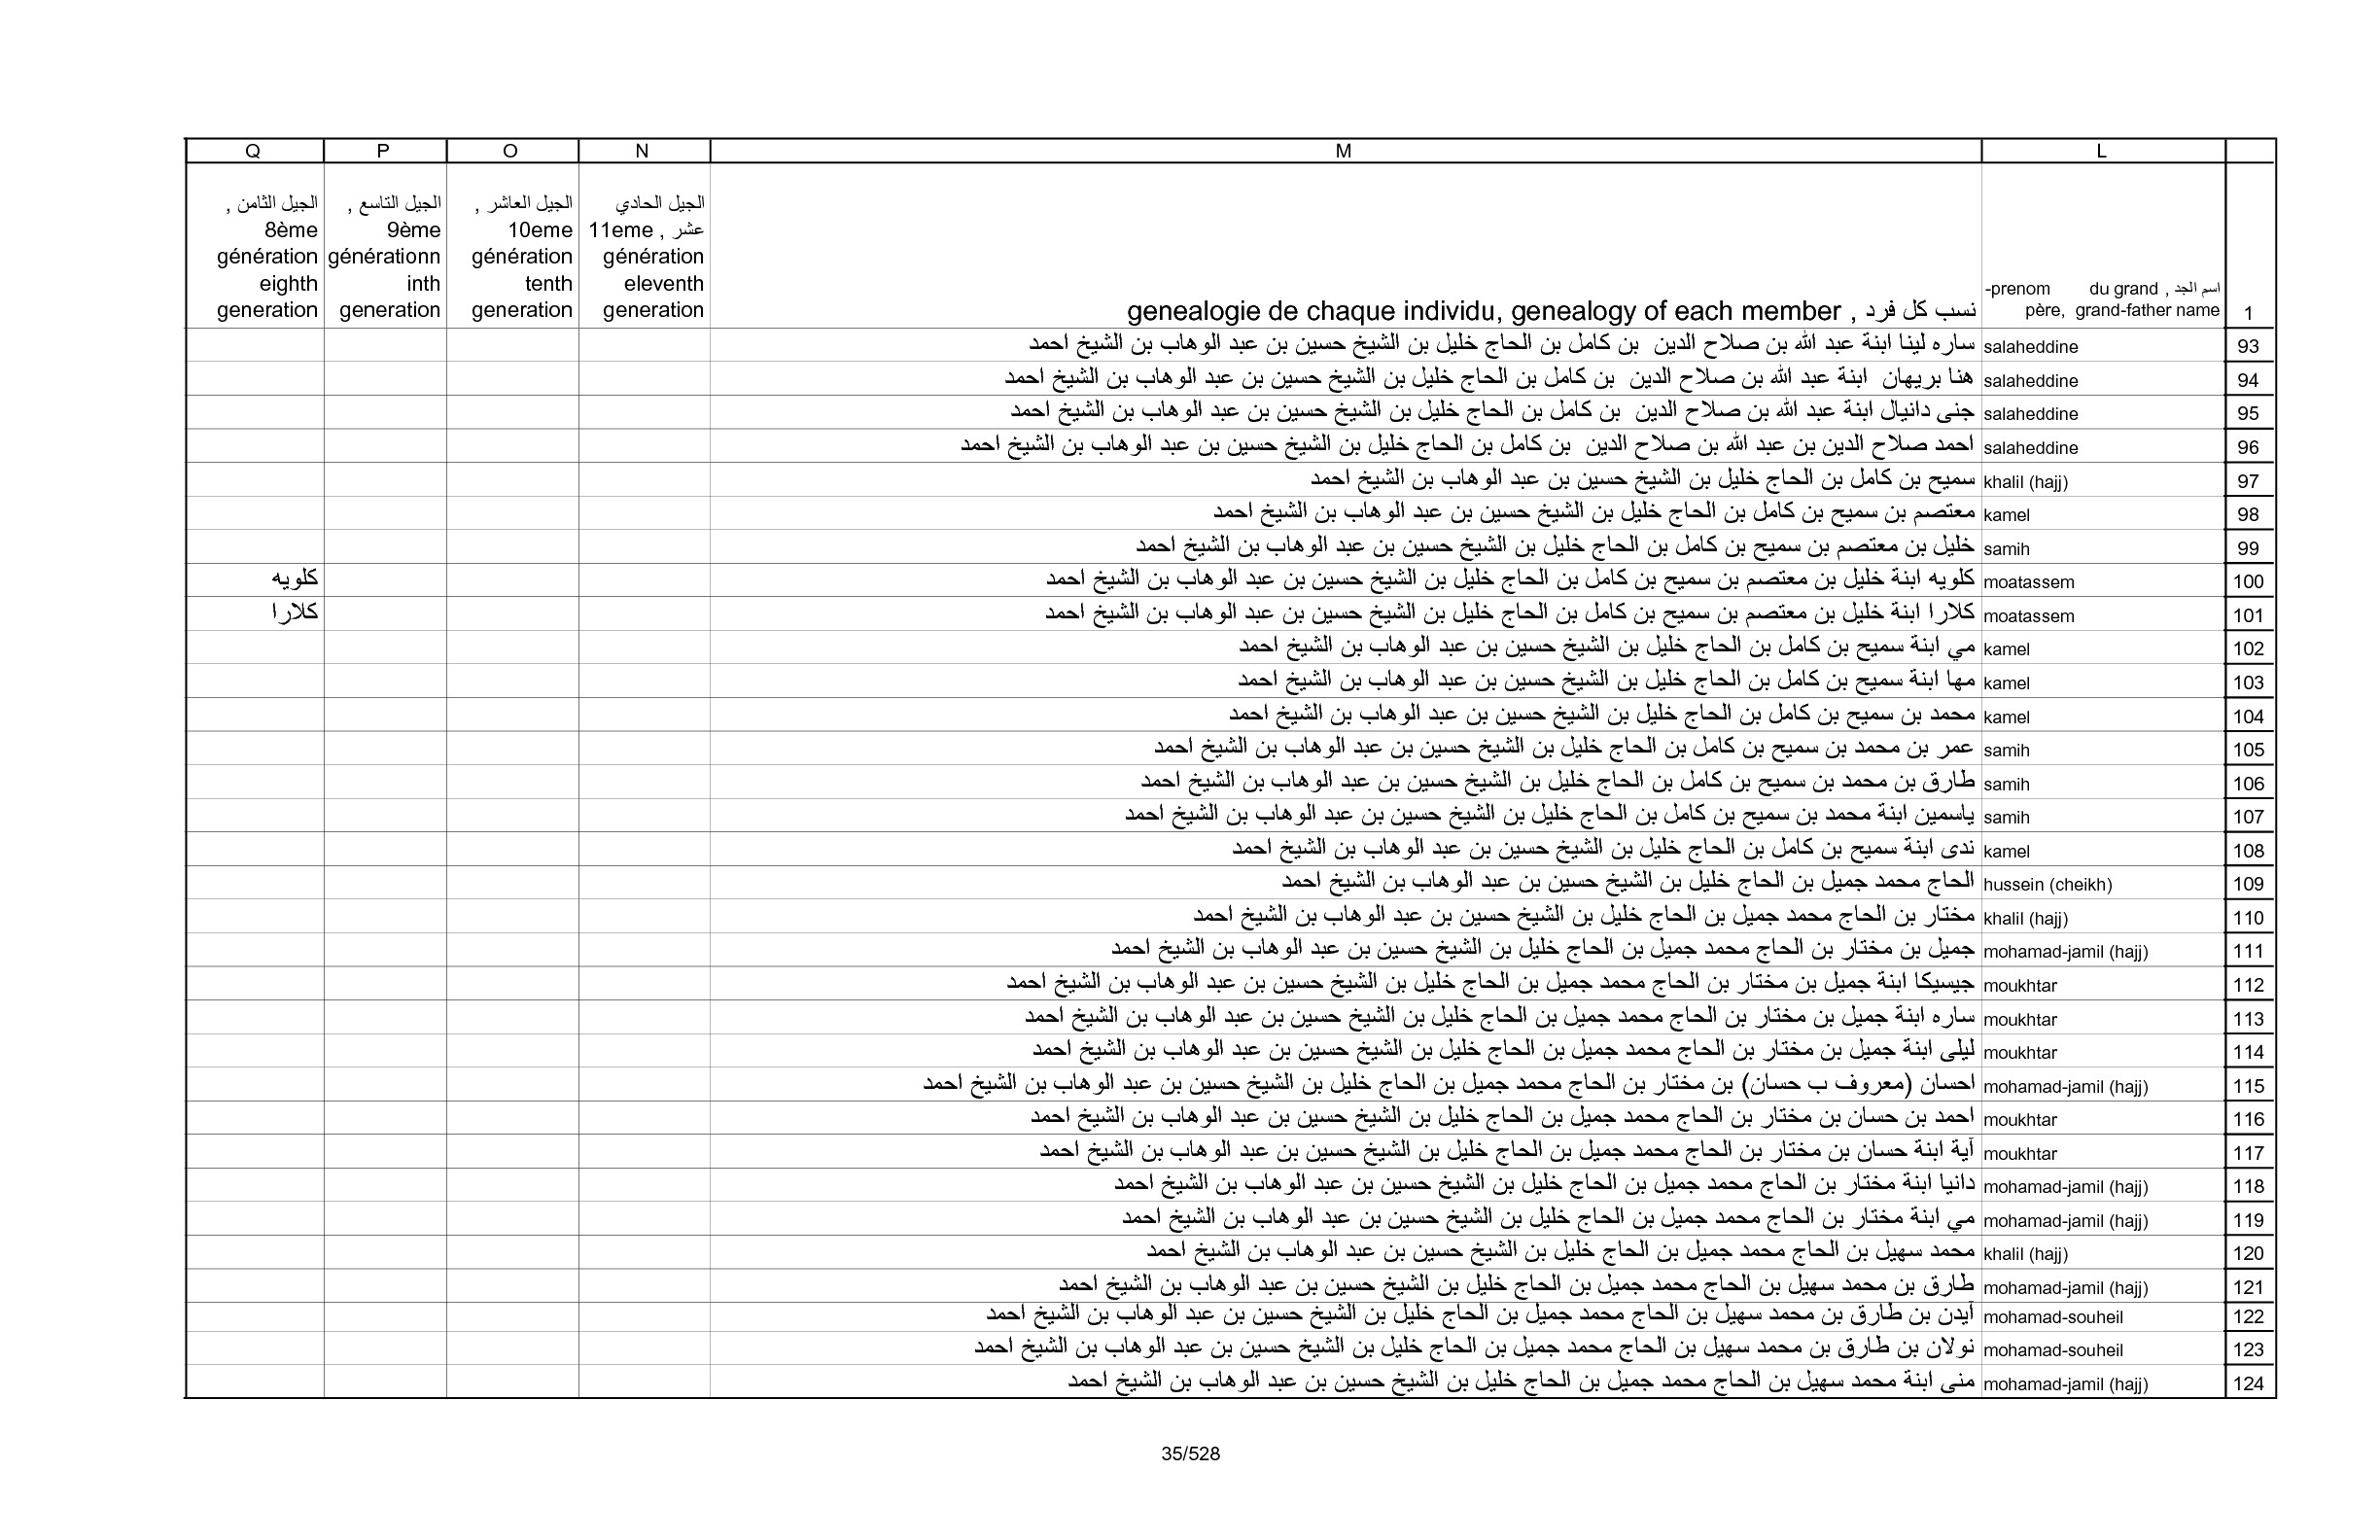 L M N O P Q
1 اسم الجد , prenom du grand-père, grand-father name نسب كل فرد , genealogie de chaque individu, genealogy of each member الجيل الحادي عشر , 11eme génération eleventh generation الجيل العاشر , 10eme génération tenth generation الجيل التاسع , 9ème générationn inth generation الجيل الثامن , 8ème génération eighth generation
93 salaheddine ساره لينا ابنة عبد الله بن صلاح الدين بن كامل بن الحاج خليل بن الشيخ حسين بن عبد الوهاب بن الشيخ احمد
94 salaheddine هنا بريهان ابنة عبد الله بن صلاح الدين بن كامل بن الحاج خليل بن الشيخ حسين بن عبد الوهاب بن الشيخ احمد
95 salaheddine جنى دانيال ابنة عبد الله بن صلاح الدين بن كامل بن الحاج خليل بن الشيخ حسين بن عبد الوهاب بن الشيخ احمد
96 salaheddine احمد صلاح الدين بن عبد الله بن صلاح الدين بن كامل بن الحاج خليل بن الشيخ حسين بن عبد الوهاب بن الشيخ احمد
97 khalil (hajj) سميح بن كامل بن الحاج خليل بن الشيخ حسين بن عبد الوهاب بن الشيخ احمد
98 kamel معتصم بن سميح بن كامل بن الحاج خليل بن الشيخ حسين بن عبد الوهاب بن الشيخ احمد
99 samih خليل بن معتصم بن سميح بن كامل بن الحاج خليل بن الشيخ حسين بن عبد الوهاب بن الشيخ احمد
100 moatassem كلويه ابنة خليل بن معتصم بن سميح بن كامل بن الحاج خليل بن الشيخ حسين بن عبد الوهاب بن الشيخ احمد كلويه
101 moatassem كلارا ابنة خليل بن معتصم بن سميح بن كامل بن الحاج خليل بن الشيخ حسين بن عبد الوهاب بن الشيخ احمد كلارا
102 kamel مي ابنة سميح بن كامل بن الحاج خليل بن الشيخ حسين بن عبد الوهاب بن الشيخ احمد
103 kamel مها ابنة سميح بن كامل بن الحاج خليل بن الشيخ حسين بن عبد الوهاب بن الشيخ احمد
104 kamel محمد بن سميح بن كامل بن الحاج خليل بن الشيخ حسين بن عبد الوهاب بن الشيخ احمد
105 samih عمر بن محمد بن سميح بن كامل بن الحاج خليل بن الشيخ حسين بن عبد الوهاب بن الشيخ احمد
106 samih طارق بن محمد بن سميح بن كامل بن الحاج خليل بن الشيخ حسين بن عبد الوهاب بن الشيخ احمد
107 samih ياسمين ابنة محمد بن سميح بن كامل بن الحاج خليل بن الشيخ حسين بن عبد الوهاب بن الشيخ احمد
108 kamel ندى ابنة سميح بن كامل بن الحاج خليل بن الشيخ حسين بن عبد الوهاب بن الشيخ احمد
109 hussein (cheikh) الحاج محمد جميل بن الحاج خليل بن الشيخ حسين بن عبد الوهاب بن الشيخ احمد
110 khalil (hajj) مختار بن الحاج محمد جميل بن الحاج خليل بن الشيخ حسين بن عبد الوهاب بن الشيخ احمد
111 mohamad-jamil (hajj) جميل بن مختار بن الحاج محمد جميل بن الحاج خليل بن الشيخ حسين بن عبد الوهاب بن الشيخ احمد
112 moukhtar جيسيكا ابنة جميل بن مختار بن الحاج محمد جميل بن الحاج خليل بن الشيخ حسين بن عبد الوهاب بن الشيخ احمد
113 moukhtar ساره ابنة جميل بن مختار بن الحاج محمد جميل بن الحاج خليل بن الشيخ حسين بن عبد الوهاب بن الشيخ احمد
114 moukhtar ليلى ابنة جميل بن مختار بن الحاج محمد جميل بن الحاج خليل بن الشيخ حسين بن عبد الوهاب بن الشيخ احمد
115 mohamad-jamil (hajj) احسان (معروف ب حسان) بن مختار بن الحاج محمد جميل بن الحاج خليل بن الشيخ حسين بن عبد الوهاب بن الشيخ احمد
116 moukhtar احمد بن حسان بن مختار بن الحاج محمد جميل بن الحاج خليل بن الشيخ حسين بن عبد الوهاب بن الشيخ احمد
117 moukhtar آية ابنة حسان بن مختار بن الحاج محمد جميل بن الحاج خليل بن الشيخ حسين بن عبد الوهاب بن الشيخ احمد
118 mohamad-jamil (hajj) دانيا ابنة مختار بن الحاج محمد جميل بن الحاج خليل بن الشيخ حسين بن عبد الوهاب بن الشيخ احمد
119 mohamad-jamil (hajj) مي ابنة مختار بن الحاج محمد جميل بن الحاج خليل بن الشيخ حسين بن عبد الوهاب بن الشيخ احمد
120 khalil (hajj) محمد سهيل بن الحاج محمد جميل بن الحاج خليل بن الشيخ حسين بن عبد الوهاب بن الشيخ احمد
121 mohamad-jamil (hajj) طارق بن محمد سهيل بن الحاج محمد جميل بن الحاج خليل بن الشيخ حسين بن عبد الوهاب بن الشيخ احمد
122 mohamad-souheil آيدن بن طارق بن محمد سهيل بن الحاج محمد جميل بن الحاج خليل بن الشيخ حسين بن عبد الوهاب بن الشيخ احمد
123 mohamad-souheil نولان بن طارق بن محمد سهيل بن الحاج محمد جميل بن الحاج خليل بن الشيخ حسين بن عبد الوهاب بن الشيخ احمد
124 mohamad-jamil (hajj) منى ابنة محمد سهيل بن الحاج محمد جميل بن الحاج خليل بن الشيخ حسين بن عبد الوهاب بن الشيخ احمد
35/528